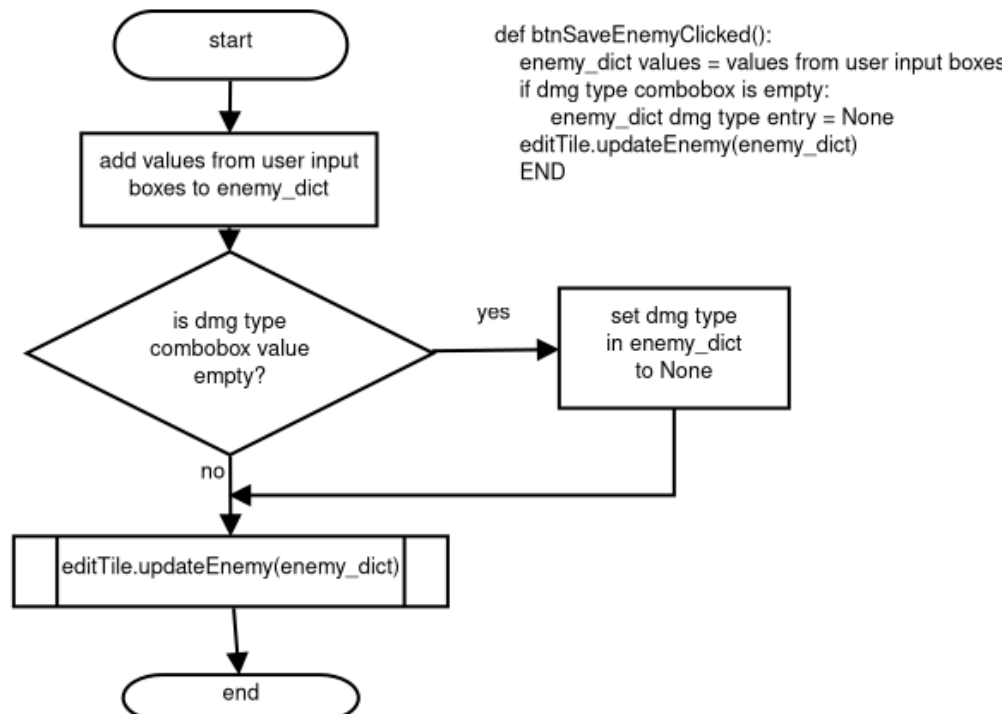 start
def btnSaveEnemyClicked():
enemy_dict values = values from user input boxes
if dmg type combobox is empty:
enemy_dict dmg type entry = None
editTile.updateEnemy(enemy_dict)
END
add values from user input
boxes to enemy_dict
is dmg type
combobox value
empty?
yes
set dmg type
in enemy_dict
to None
no
editTile.updateEnemy(enemy_dict)
end